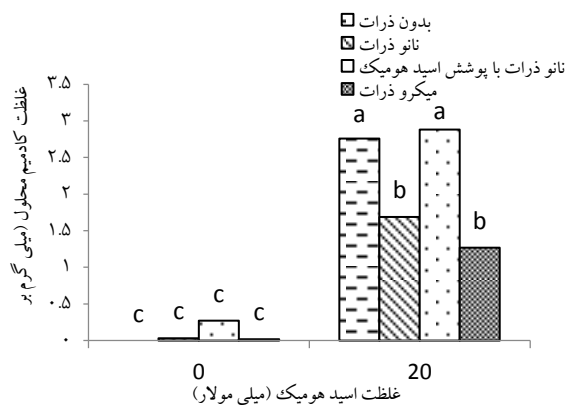 بدون ذرات
نانو ذرات
نانو ذرات با پوشش اسید هومیک
میکرو ذرات
غلظت کادمیم محلول (میلی گرم بر
۳.۵
۳
۲.۵
۲
۱.۵
۱
۰.۵
۰
c c c c
a b a b
0 20
غلظت اسید هومیک (میلی مولار)